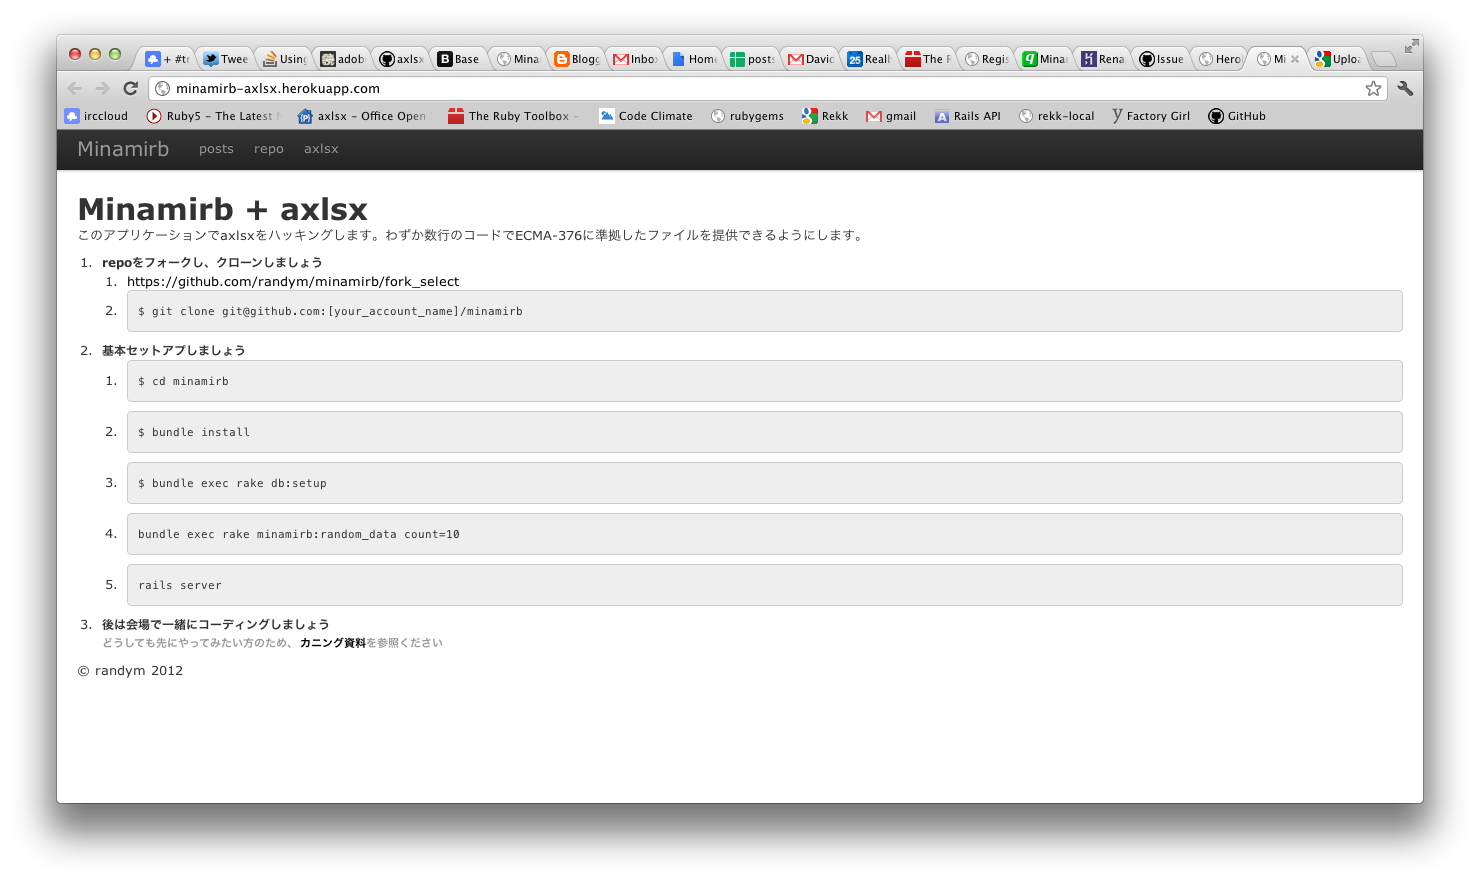 + #t
Twee
Using
adob
axlsx
Base
Mina
Blogg
Inbo
Home
posts
David
25
Reall
The R
Regis
Mina
Rena
Issue
Hero
Mi
Uploa
minamirb-axlsx.herokuapp.com
irccloud
Ruby5 - The Latest
axlsx - Office Open
The Ruby Toolbox -
Code Climate
rubygems
Rekk
gmail
Rails API
rekk-local
Factory Girl
GitHub
Minamirb
posts
repo
axlsx
Minamirb + axlsx
このアプリケーションでaxlsxをハッキングします。わずか数行のコードでECMA-376に準拠したファイルを提供できるようにします。
1. repoをフォークし、クローンしましょう
1. https://github.com/randym/minamirb/fork_select
2. $ git clone git@github.com:[your_account_name]/minamirb
2. 基本セットアプしましょう
1. $ cd minamirb
2. $ bundle install
3. $ bundle exec rake db:setup
4. bundle exec rake minamirb:random_data count=10
5. rails server
3. 後は会場で一緒にコーディングしましょう
どうしても先にやってみたい方のため、カニング資料を参照ください
© randym 2012